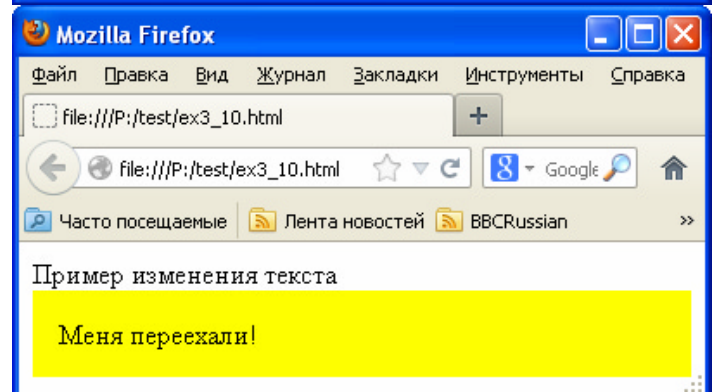 Mozilla Firefox
Файл Правка Вид Журнал Закладки Инструменты Справка
file:///P:/test/ex3_10.html +
file:///P:/test/ex3_10.html 8 Google
Часто посещаемые Лента новостей BBCRussian »
Пример изменения текста
Меня переехали!